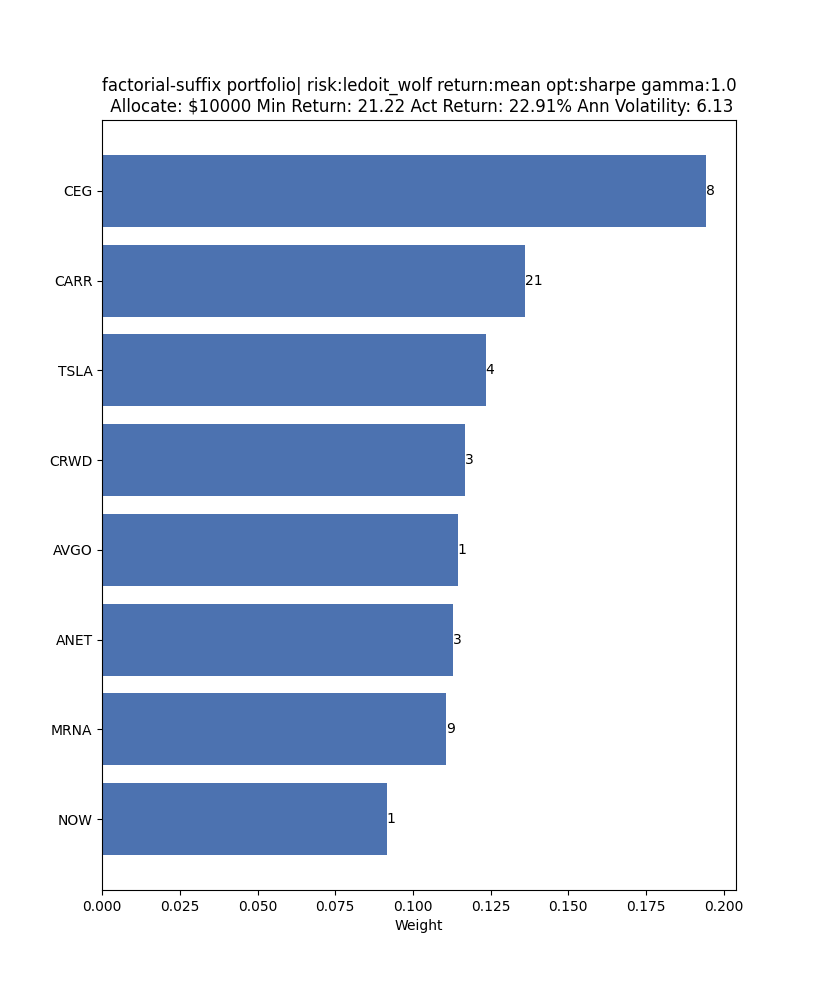 factorial-suffix portfolio| risk:ledoit_wolf return:mean opt:sharpe gamma:1.0
Allocate: $10000 Min Return: 21.22 Act Return: 22.91% Ann Volatility: 6.13
CEG 8
CARR 21
TSLA 4
CRWD 3
AVGO 1
ANET 3
MRNA 9
NOW 1
0.000 0.025 0.050 0.075 0.100 0.125 0.150 0.175 0.200
Weight